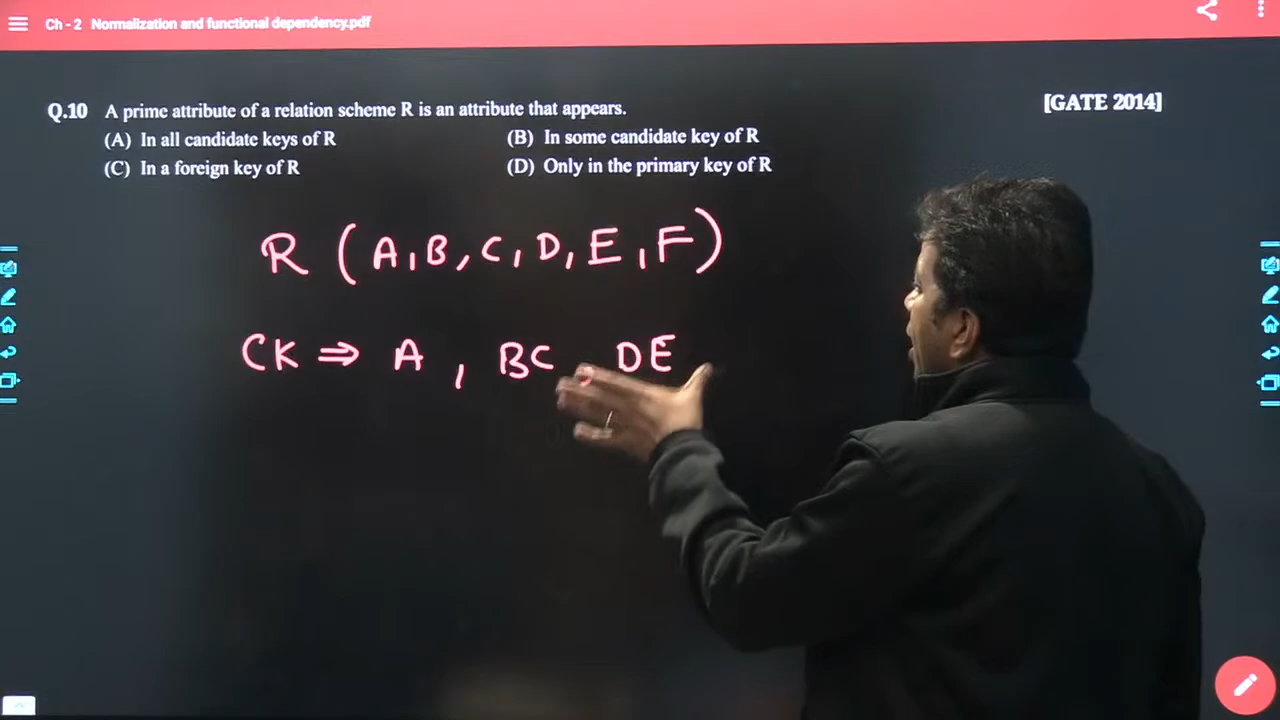 Ch - 2 Normalization and functional dependency.pdf
Q.10 A prime attribute of a relation scheme R is an attribute that appears. [GATE 2014]
(A) In all candidate keys of R (B) In some candidate key of R
(C) In a foreign key of R (D) Only in the primary key of R
R (A, B, C, D, E, F)
CK ⇒ A , BC , DE